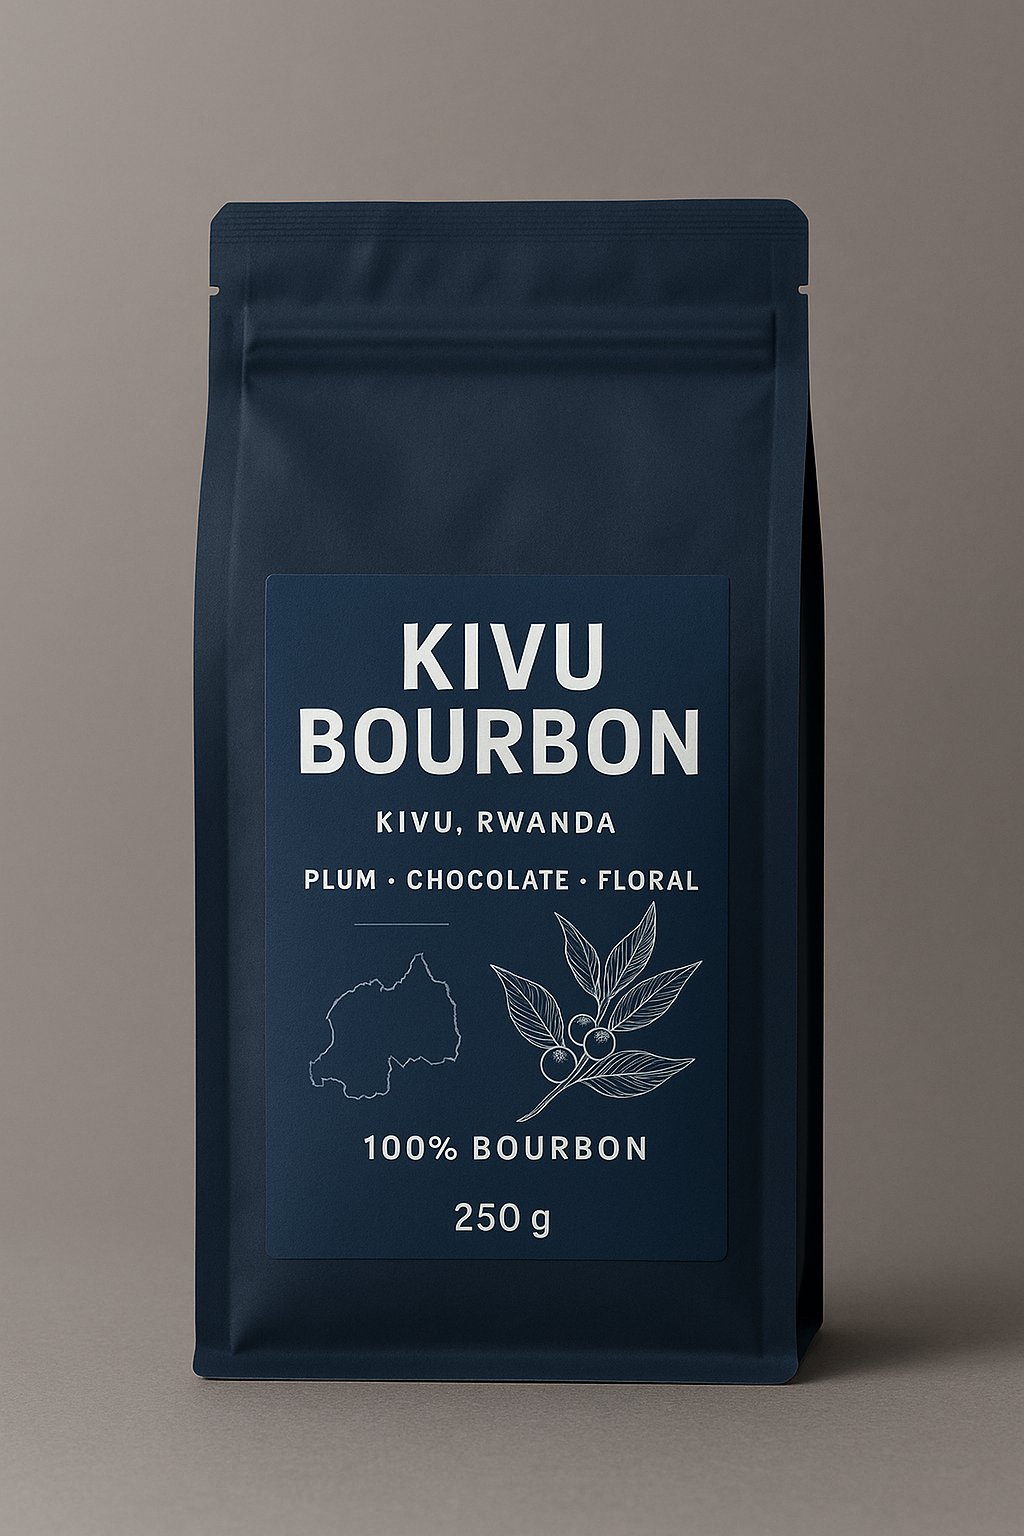 KIVU
BOURBON
KIVU, RWANDA
PLUM · CHOCOLATE · FLORAL
100% BOURBON
250 g